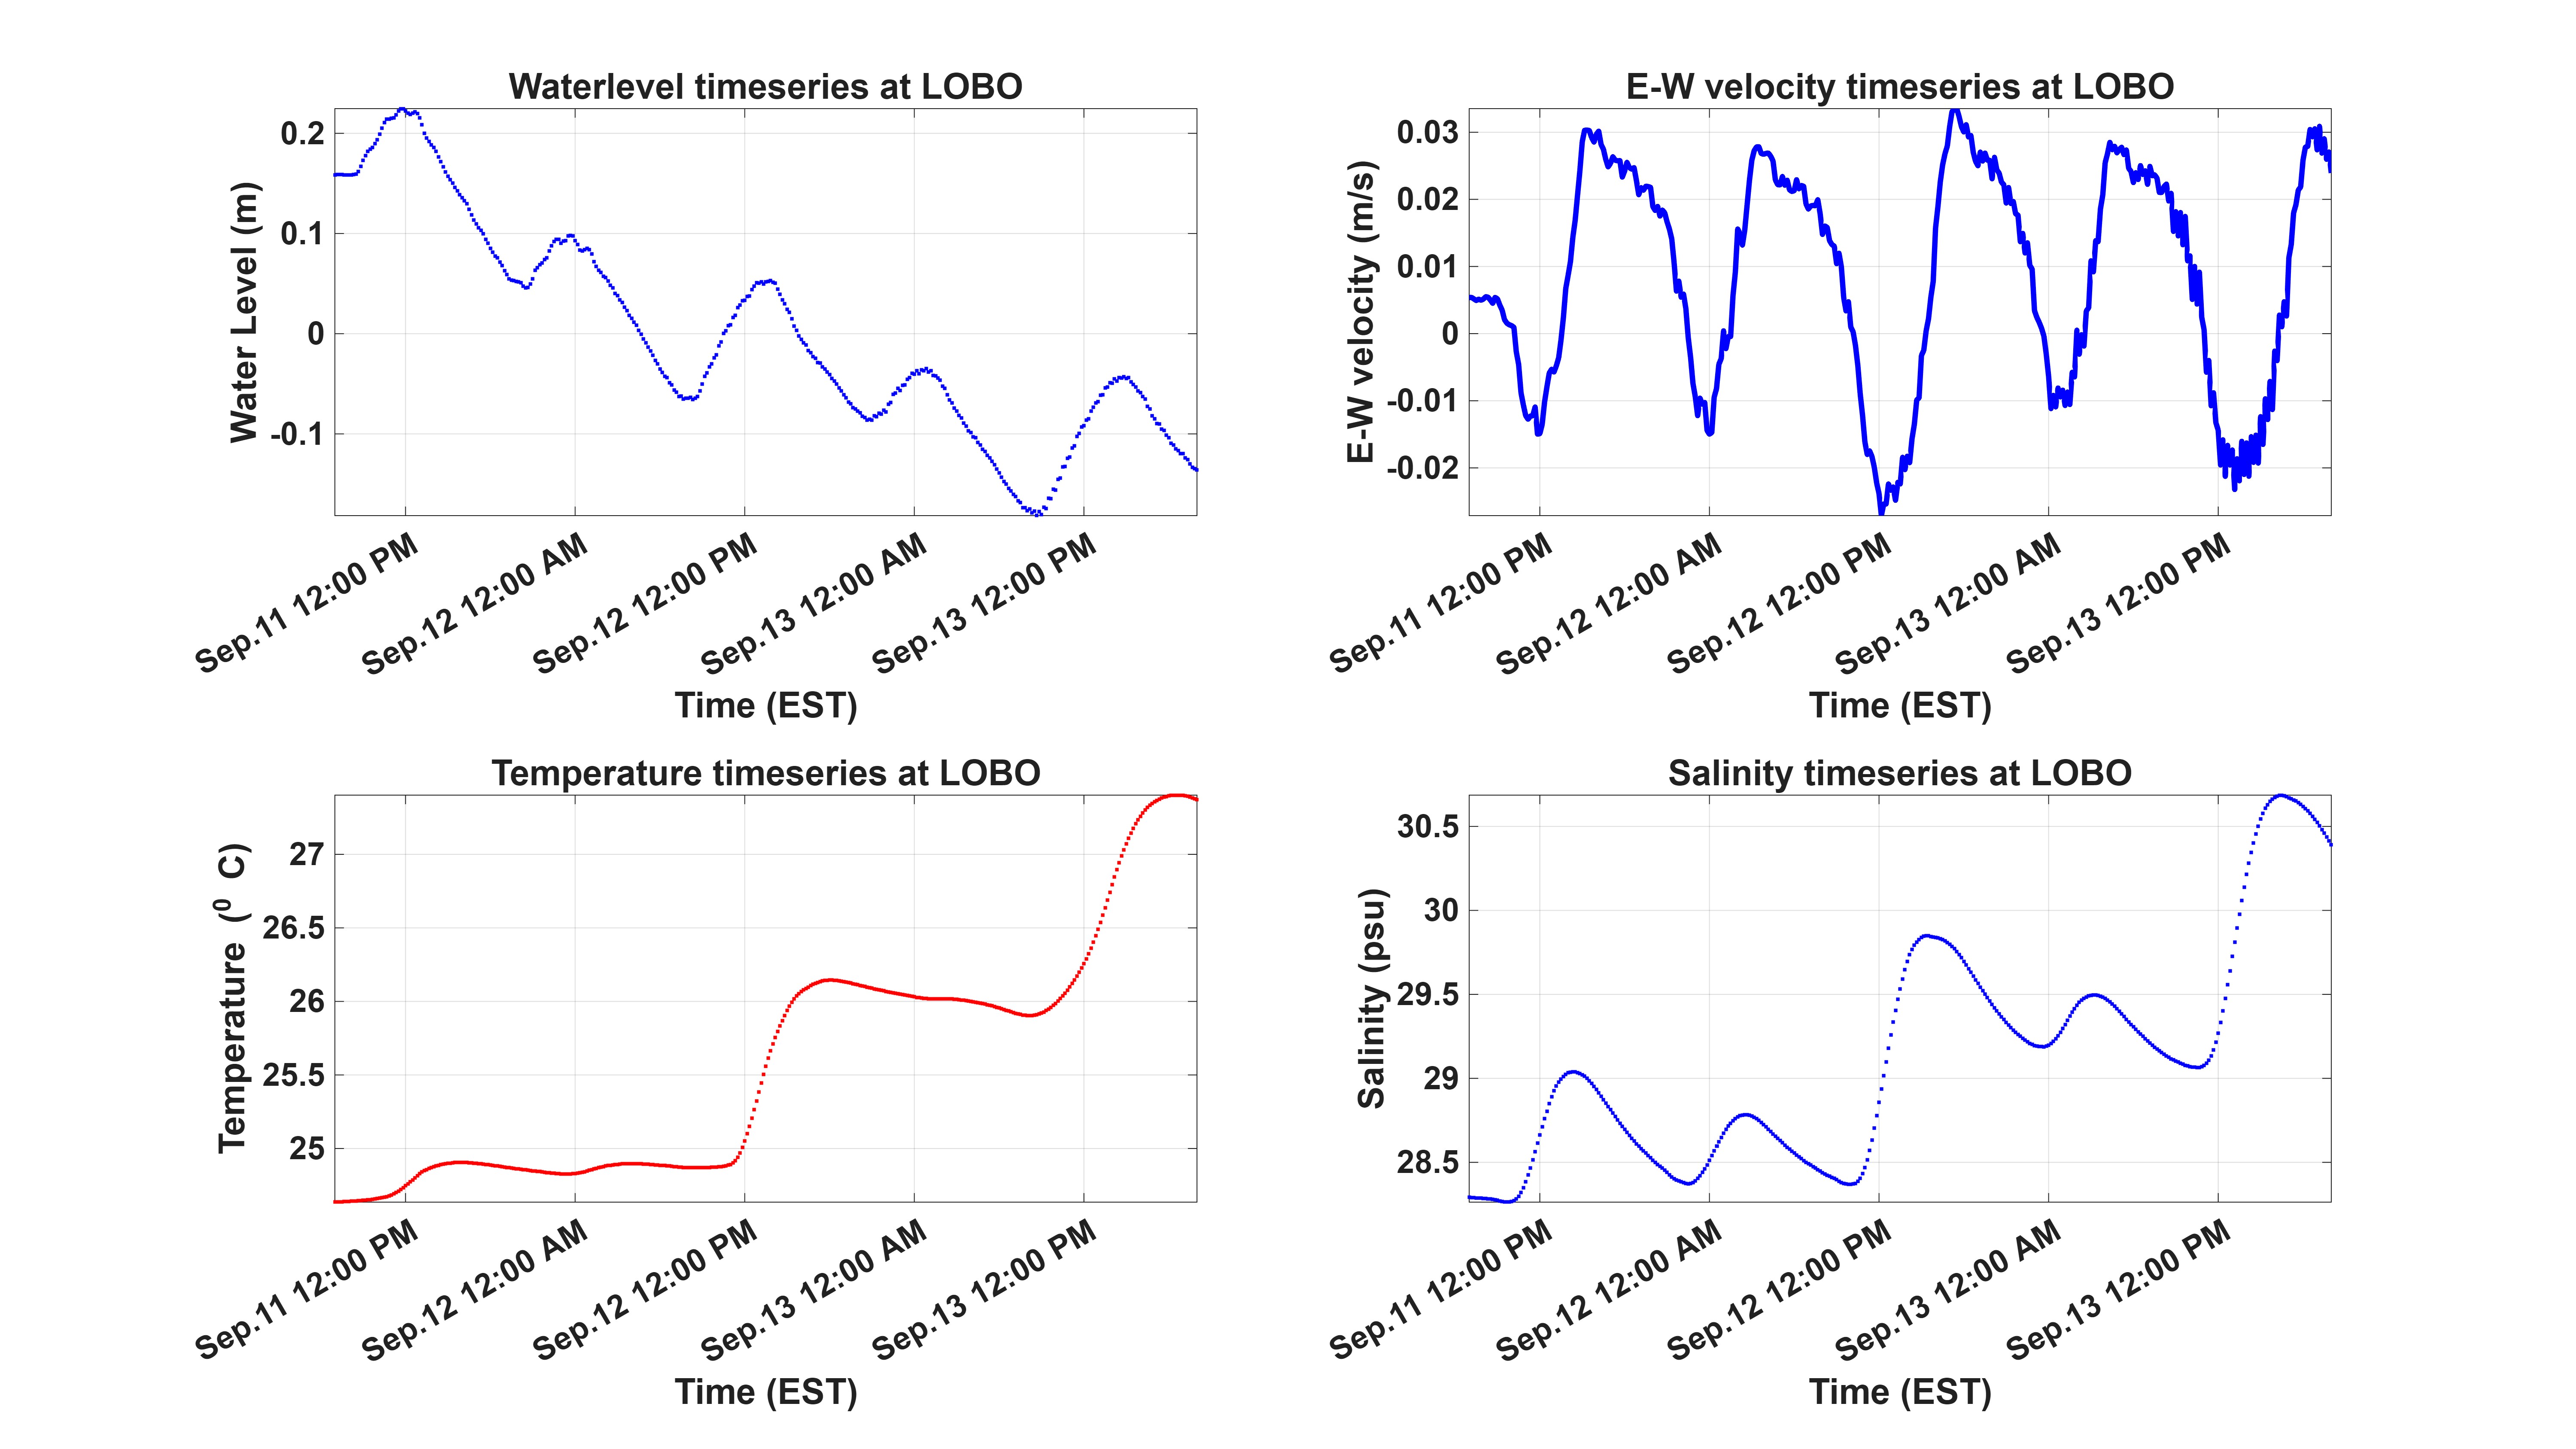 Waterlevel timeseries at LOBO
Water Level (m)
0.2
0.1
0
-0.1
Sep.11 12:00 PM
Sep.12 12:00 AM
Sep.12 12:00 PM
Sep.13 12:00 AM
Sep.13 12:00 PM
Time (EST)
E-W velocity timeseries at LOBO
E-W velocity (m/s)
0.03
0.02
0.01
0
-0.01
-0.02
Sep.11 12:00 PM
Sep.12 12:00 AM
Sep.12 12:00 PM
Sep.13 12:00 AM
Sep.13 12:00 PM
Time (EST)
Temperature timeseries at LOBO
Temperature (⁰ C)
27
26.5
26
25.5
25
Sep.11 12:00 PM
Sep.12 12:00 AM
Sep.12 12:00 PM
Sep.13 12:00 AM
Sep.13 12:00 PM
Time (EST)
Salinity timeseries at LOBO
Salinity (psu)
30.5
30
29.5
29
28.5
Sep.11 12:00 PM
Sep.12 12:00 AM
Sep.12 12:00 PM
Sep.13 12:00 AM
Sep.13 12:00 PM
Time (EST)